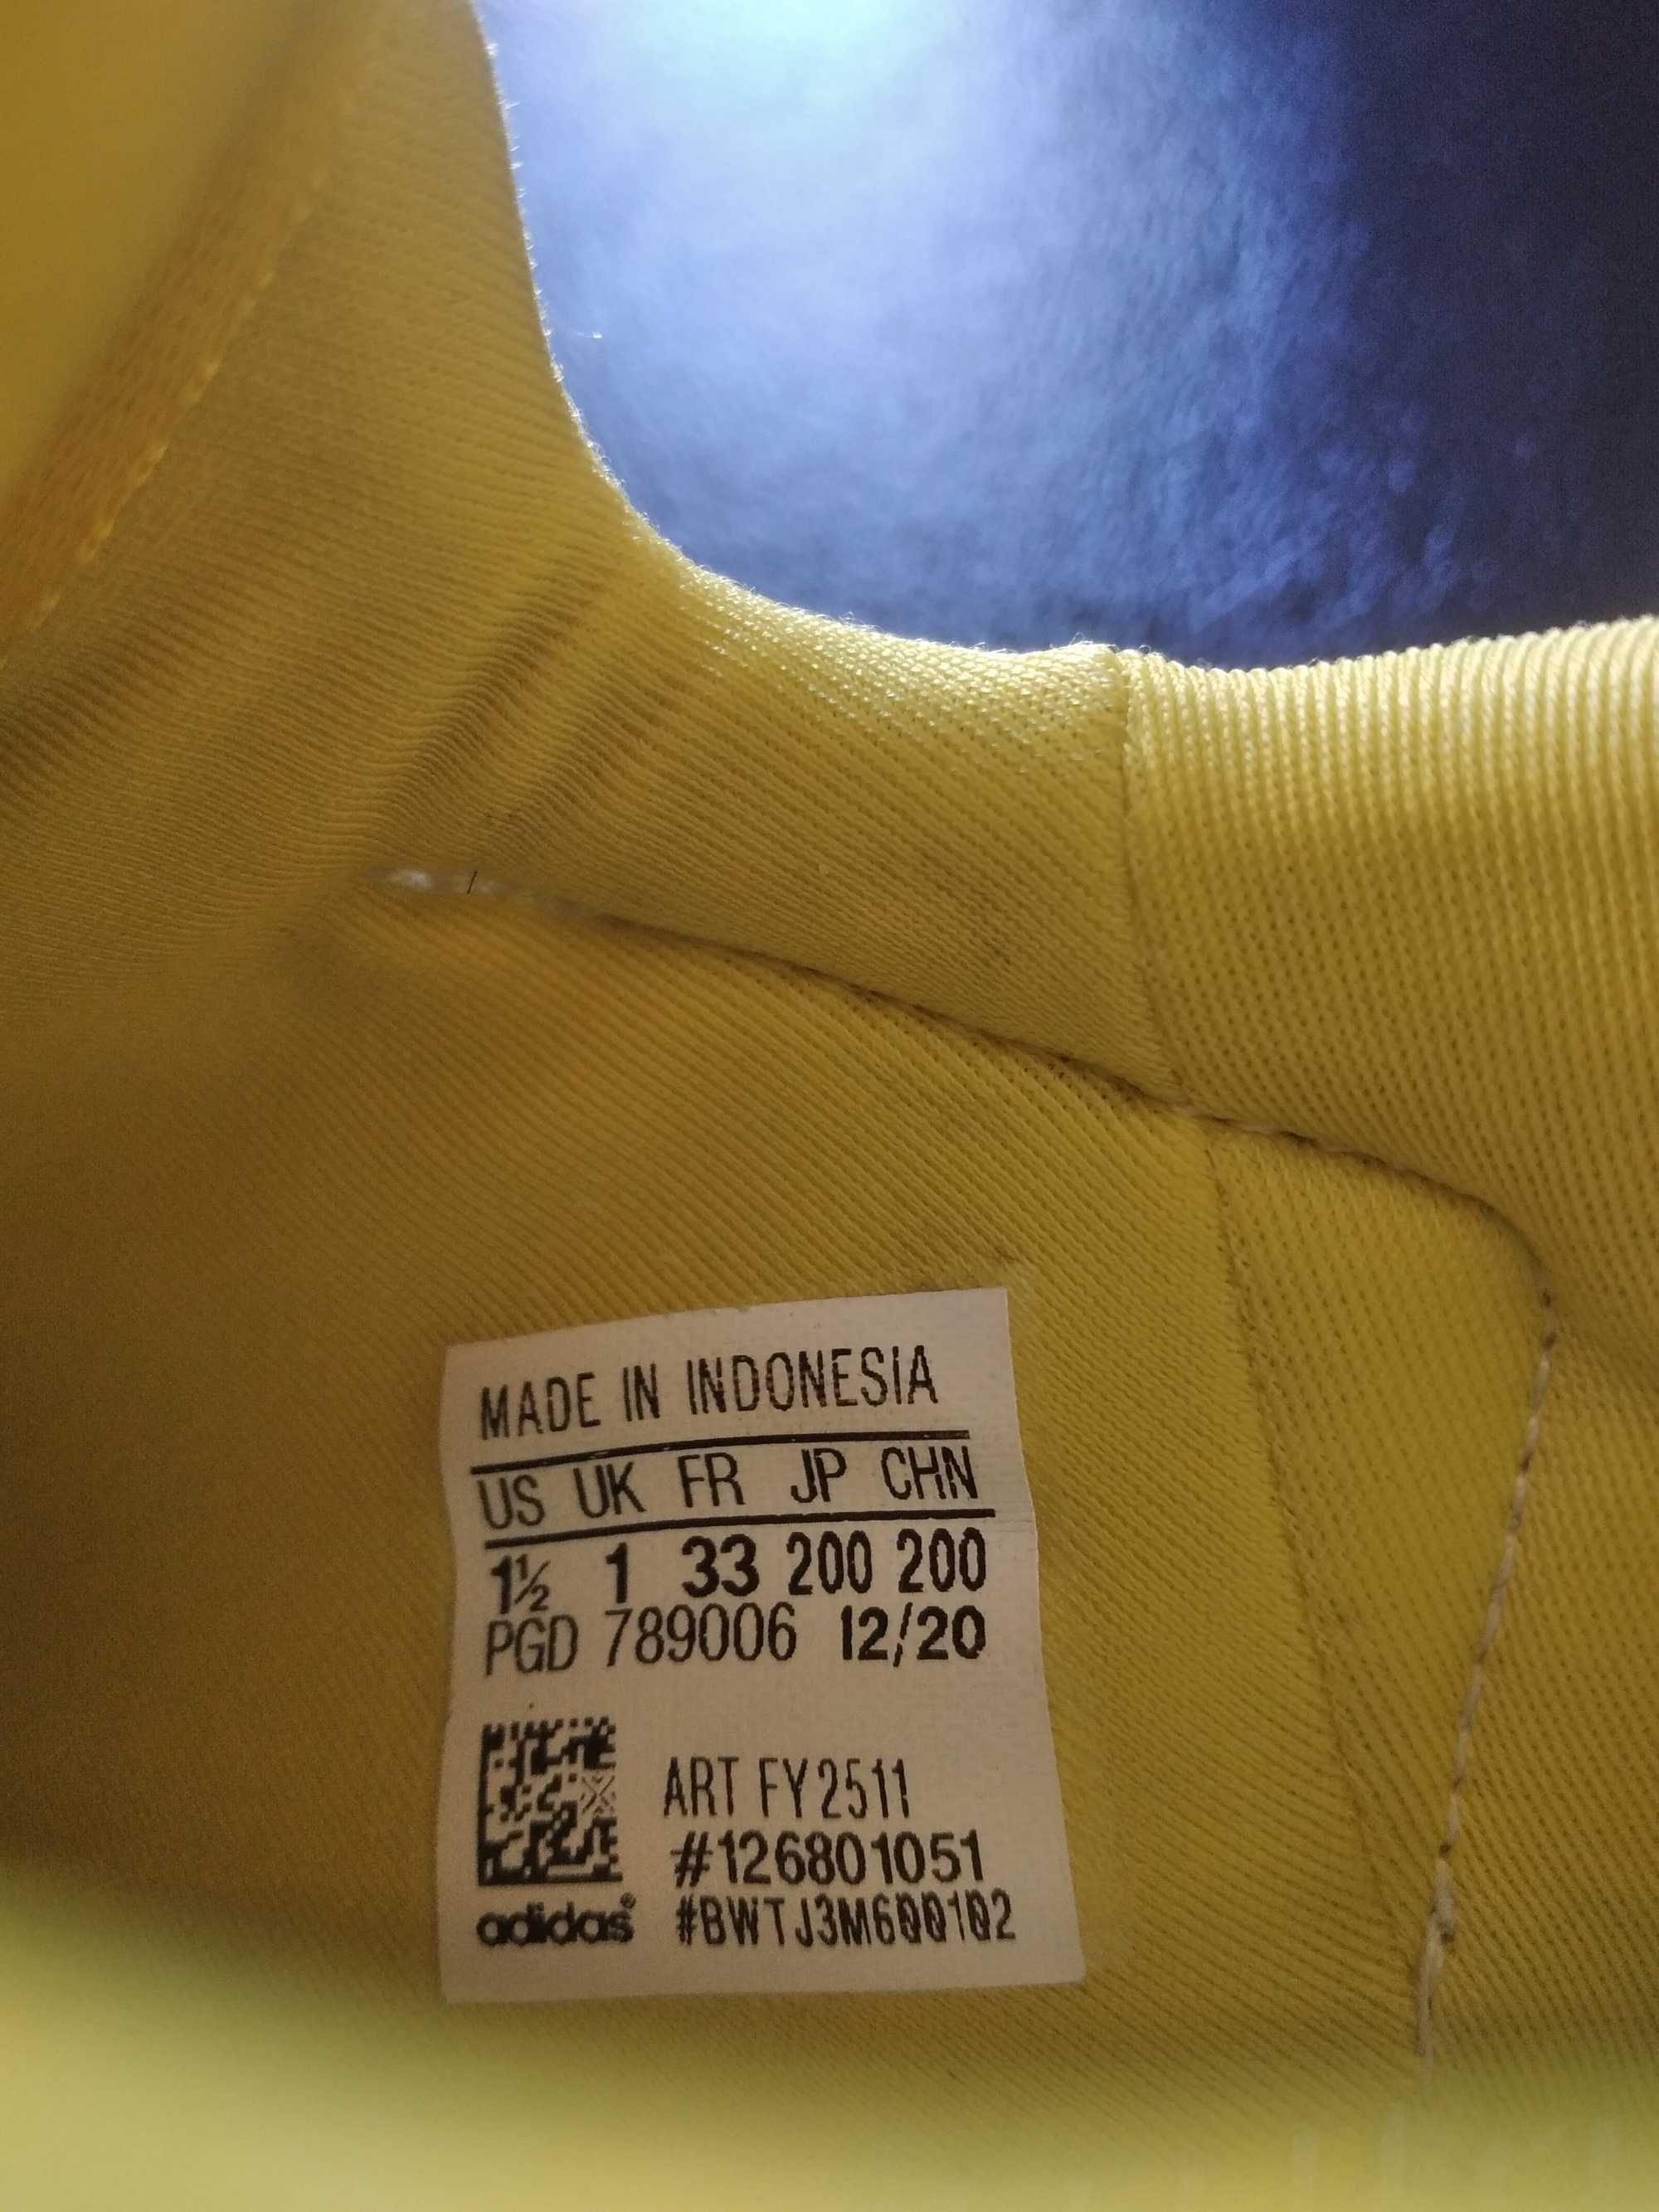 MADE IN INDONESIA
US UK FR JP CHN
1½ 1 33 200 200
PGD 789006 12/20
ART FY2511
#126801051
adidas® #BWTJ3M600102